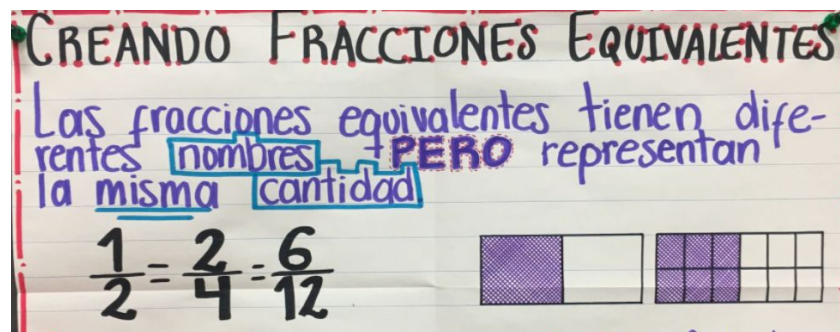 CREANDO FRACCIONES EQUIVALENTES
Las fracciones equivalentes tienen dife-
rentes nombres PERO representan
la misma cantidad
1/2 = 2/4 = 6/12